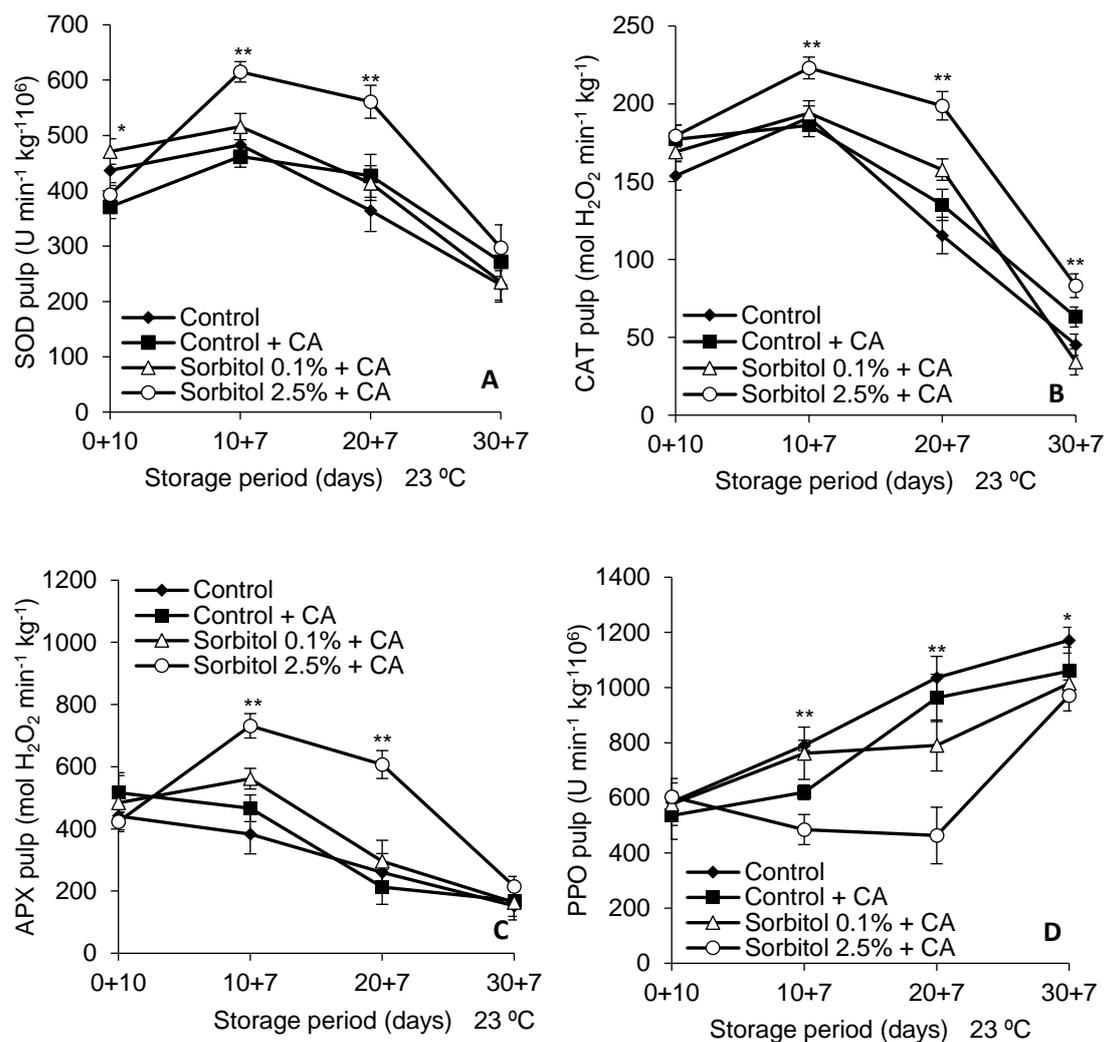 SOD pulp (U min⁻¹ kg⁻¹10⁶)
700
600
500
400
300
200
100
0
*
**
**
Control
Control + CA
Sorbitol 0.1% + CA
Sorbitol 2.5% + CA
A
0+10 10+7 20+7 30+7
Storage period (days) 23 ºC
CAT pulp (mol H₂O₂ min⁻¹ kg⁻¹)
250
200
150
100
50
0
**
**
**
Control
Control + CA
Sorbitol 0.1% + CA
Sorbitol 2.5% + CA
B
0+10 10+7 20+7 30+7
Storage period (days) 23 ºC
APX pulp (mol H₂O₂ min⁻¹ kg⁻¹)
1200
1000
800
600
400
200
0
Control
Control + CA
Sorbitol 0.1% + CA
Sorbitol 2.5% + CA
**
**
C
0+10 10+7 20+7 30+7
Storage period (days) 23 ºC
PPO pulp (U min⁻¹ kg⁻¹10⁶)
1400
1200
1000
800
600
400
200
0
**
**
*
Control
Control + CA
Sorbitol 0.1% + CA
Sorbitol 2.5% + CA
D
0+10 10+7 20+7 30+7
Storage period (days) 23 ºC